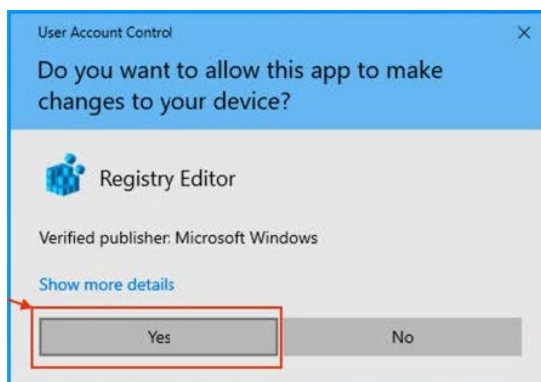 User Account Control
Do you want to allow this app to make
changes to your device?
Registry Editor
Verified publisher: Microsoft Windows
Show more details
Yes No